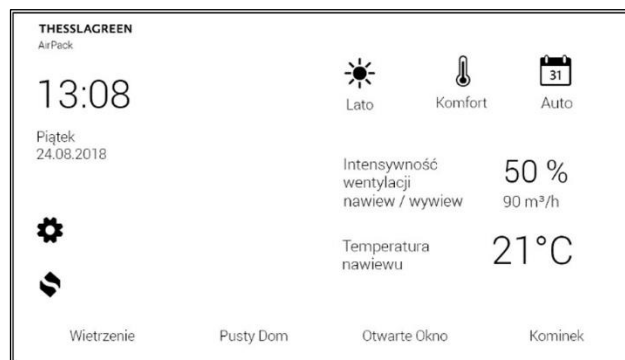 THESSLAGREEN
AirPack
13:08
Piątek
24.08.2018
Lato
Komfort
31
Auto
Intensywność
wentylacji
nawiew / wywiew
50 %
90 m³/h
Temperatura
nawiewu
21°C
Wietrzenie
Pusty Dom
Otwarte Okno
Kominek